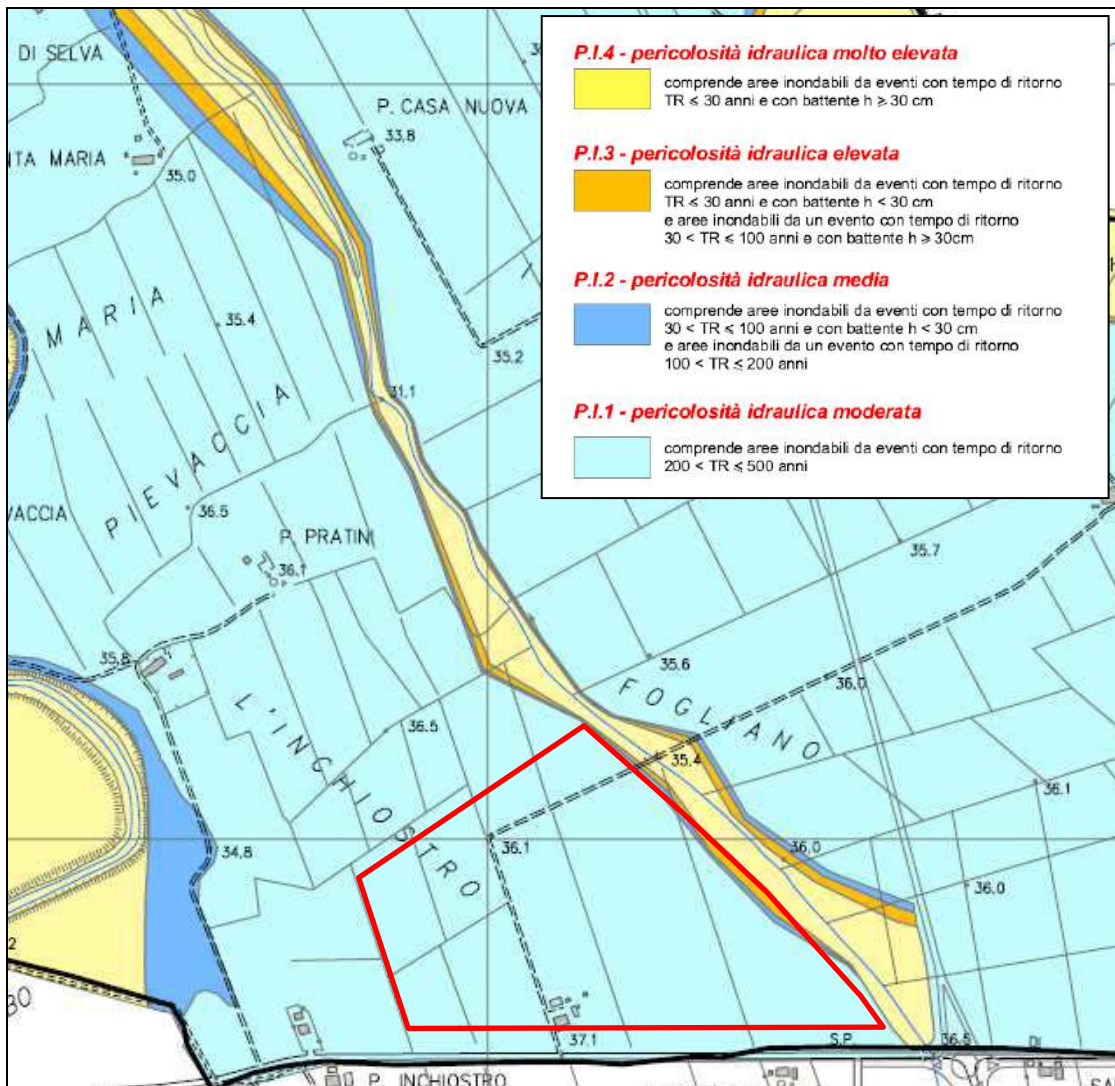 DI SELVA
P. CASA NUOVA
33.8
NTA MARIA
35.0
P.I.4 - pericolosità idraulica molto elevata
comprende aree inondabili da eventi con tempo di ritorno
TR ≤ 30 anni e con battente h ≥ 30 cm
P.I.3 - pericolosità idraulica elevata
comprende aree inondabili da eventi con tempo di ritorno
TR ≤ 30 anni e con battente h < 30 cm
e aree inondabili da un evento con tempo di ritorno
30 < TR ≤ 100 anni e con battente h ≥ 30cm
P.I.2 - pericolosità idraulica media
comprende aree inondabili da eventi con tempo di ritorno
30 < TR ≤ 100 anni e con battente h < 30 cm
e aree inondabili da un evento con tempo di ritorno
100 < TR ≤ 200 anni
P.I.1 - pericolosità idraulica moderata
comprende aree inondabili da eventi con tempo di ritorno
200 < TR ≤ 500 anni
MARIA
35.4
35.2
31.1
PIEVACCIA
VACCIA
36.5
P. PRATINI
36.1
35.7
35.8
35.6
36.0
L'INCHIOSTRO
FOGLIANO
36.5
35.4
36.1
34.8
36.1
36.0
36.0
37.1
S.P.
36.5
DI
P. INCHIOSTRO